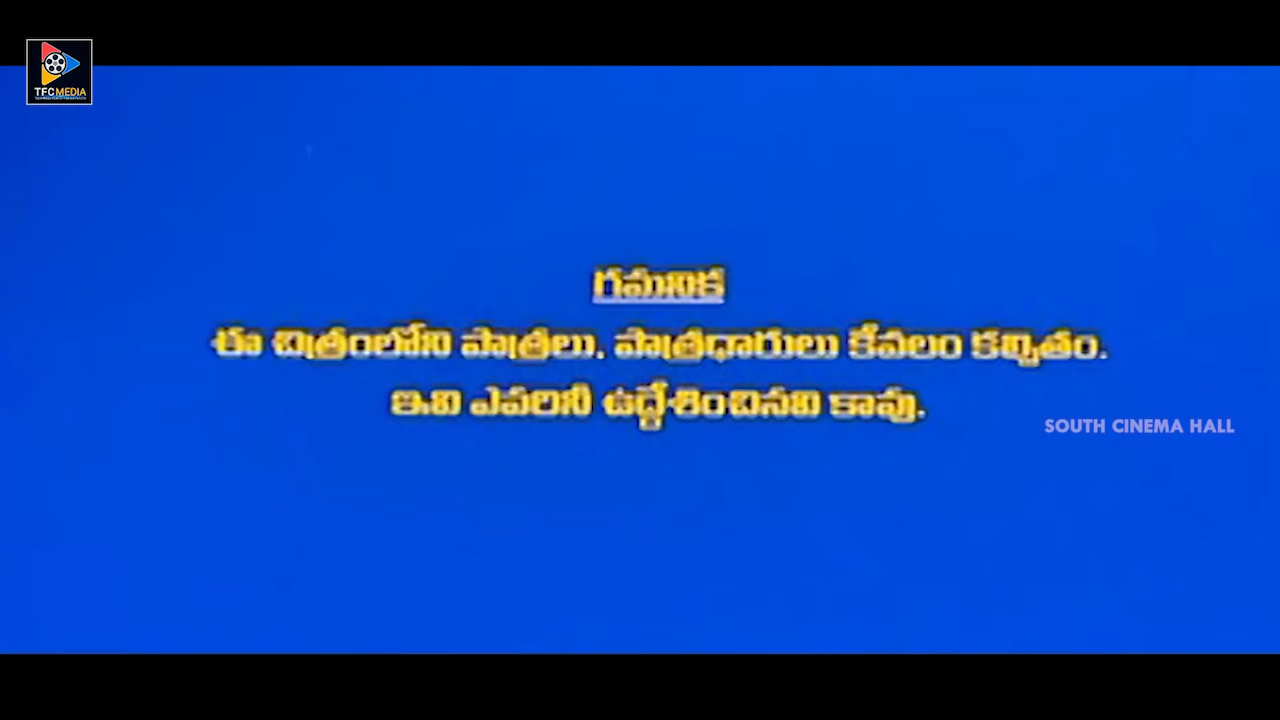 TFC MEDIA
గమనిక
ఈ చిత్రంలోని పాత్రలు. పాత్రధారులు కేవలం కల్పితం.
ఇవి ఎవరినీ ఉద్దేశించినవి కావు.
SOUTH CINEMA HALL